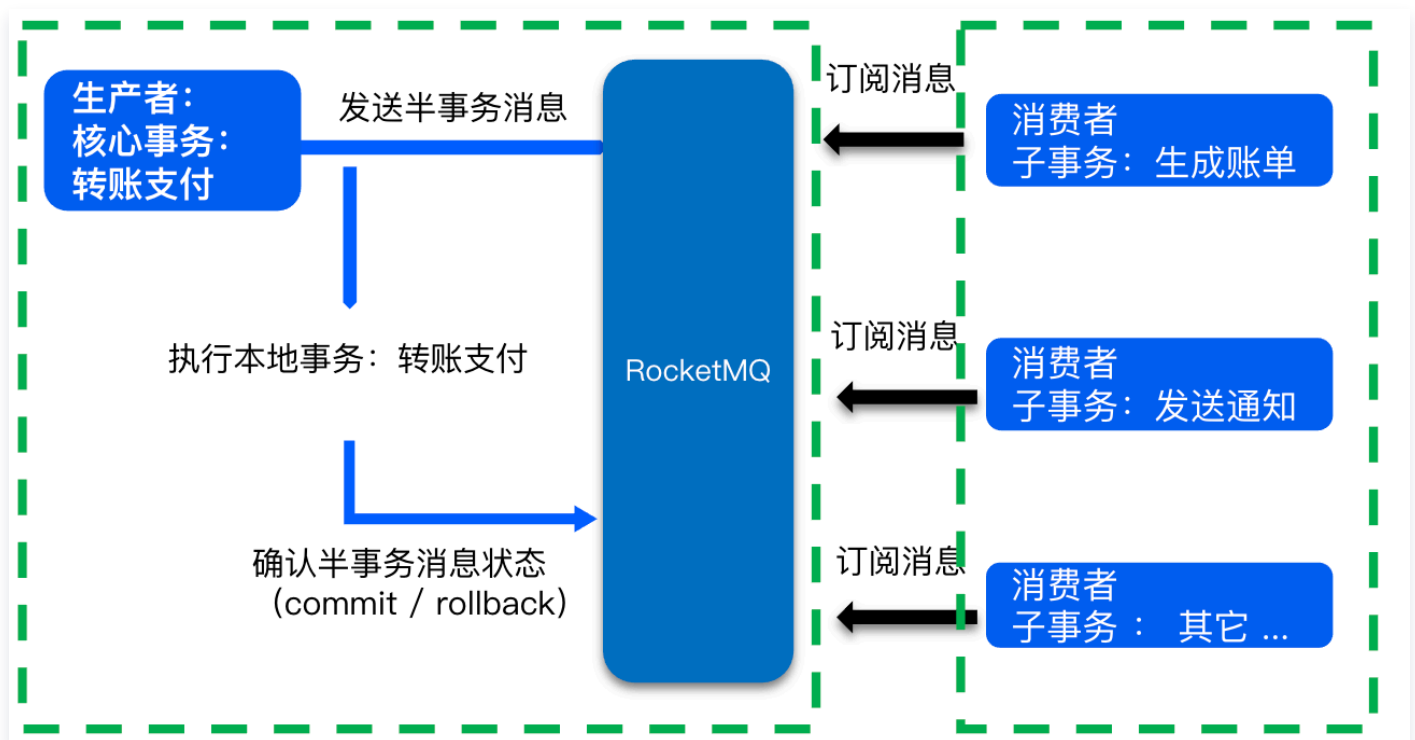 生产者：
核心事务：
转账支付
发送半事务消息
执行本地事务：转账支付
确认半事务消息状态
（commit / rollback）
RocketMQ
订阅消息
消费者
子事务：生成账单
订阅消息
消费者
子事务：发送通知
订阅消息
消费者
子事务： 其它 ...